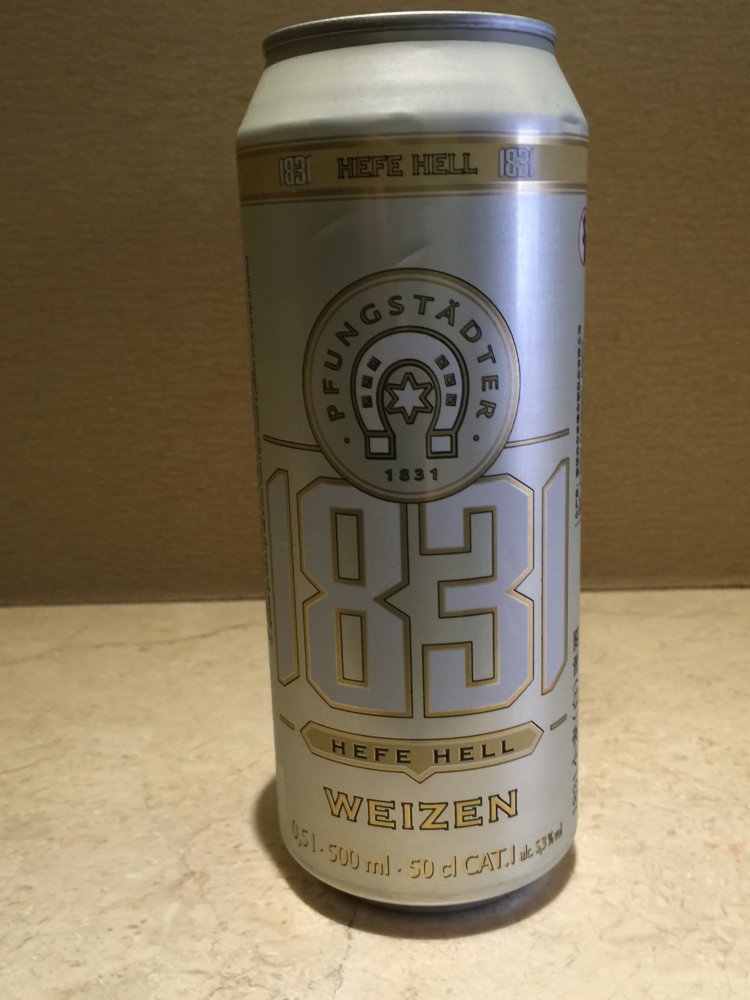 1831 HEFE HELL 1831
PFUNGSTÄDTER
1831
1831
HEFE HELL
WEIZEN
0,5 l · 500 ml · 50 cl CAT.1 alc. 5,3 % vol